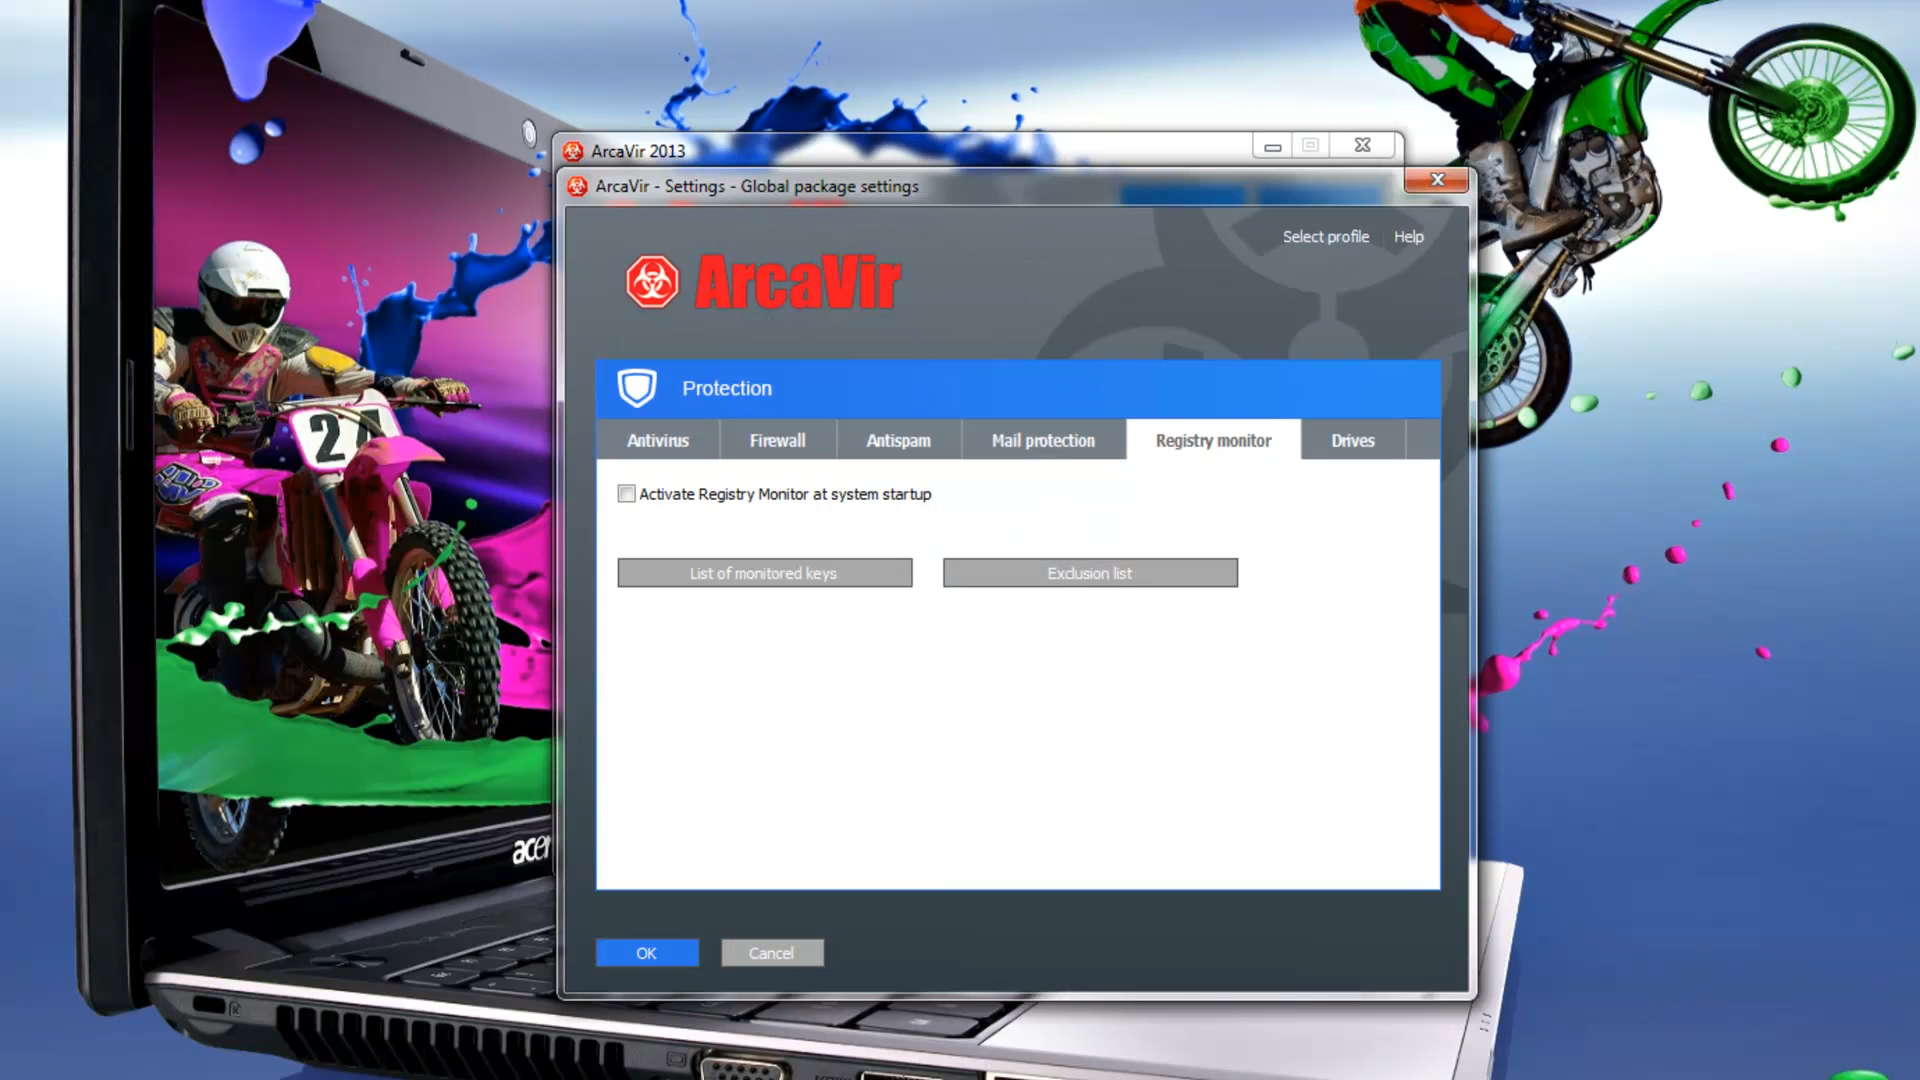 ArcaVir 2013
ArcaVir - Settings - Global package settings
Select profile Help
ArcaVir
Protection
Antivirus Firewall Antispam Mail protection Registry monitor Drives
Activate Registry Monitor at system startup
List of monitored keys Exclusion list
OK Cancel
acer